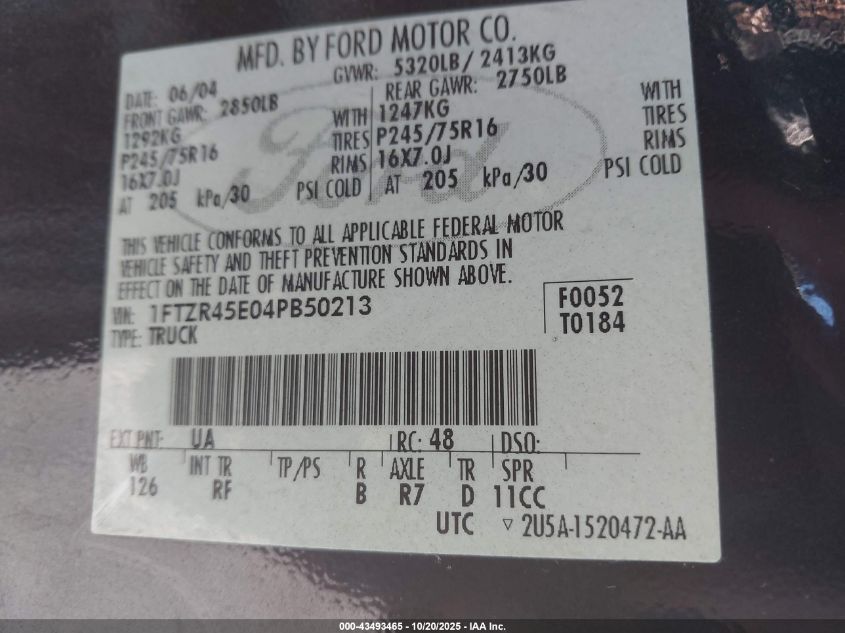 MFD. BY FORD MOTOR CO.
DATE: 06/04 GVWR: 5320LB/ 2413KG
FRONT GAWR: 2850LB REAR GAWR: 2750LB
1292KG WITH 1247KG WITH
P245/75R16 TIRES P245/75R16 TIRES
16X7.0J RIMS 16X7.0J RIMS
AT 205 kPa/30 PSI COLD AT 205 kPa/30 PSI COLD
Ford
THIS VEHICLE CONFORMS TO ALL APPLICABLE FEDERAL MOTOR
VEHICLE SAFETY AND THEFT PREVENTION STANDARDS IN
EFFECT ON THE DATE OF MANUFACTURE SHOWN ABOVE.
VIN: 1FTZR45E04PB50213 F0052
TYPE: TRUCK T0184
EXT PNT: UA RC: 48 DSO:
WB INT TR TP/PS R AXLE TR SPR
126 RF B R7 D 11CC
UTC ▽ 2U5A-1520472-AA
000-43493465 - 10/20/2025 - IAA Inc.